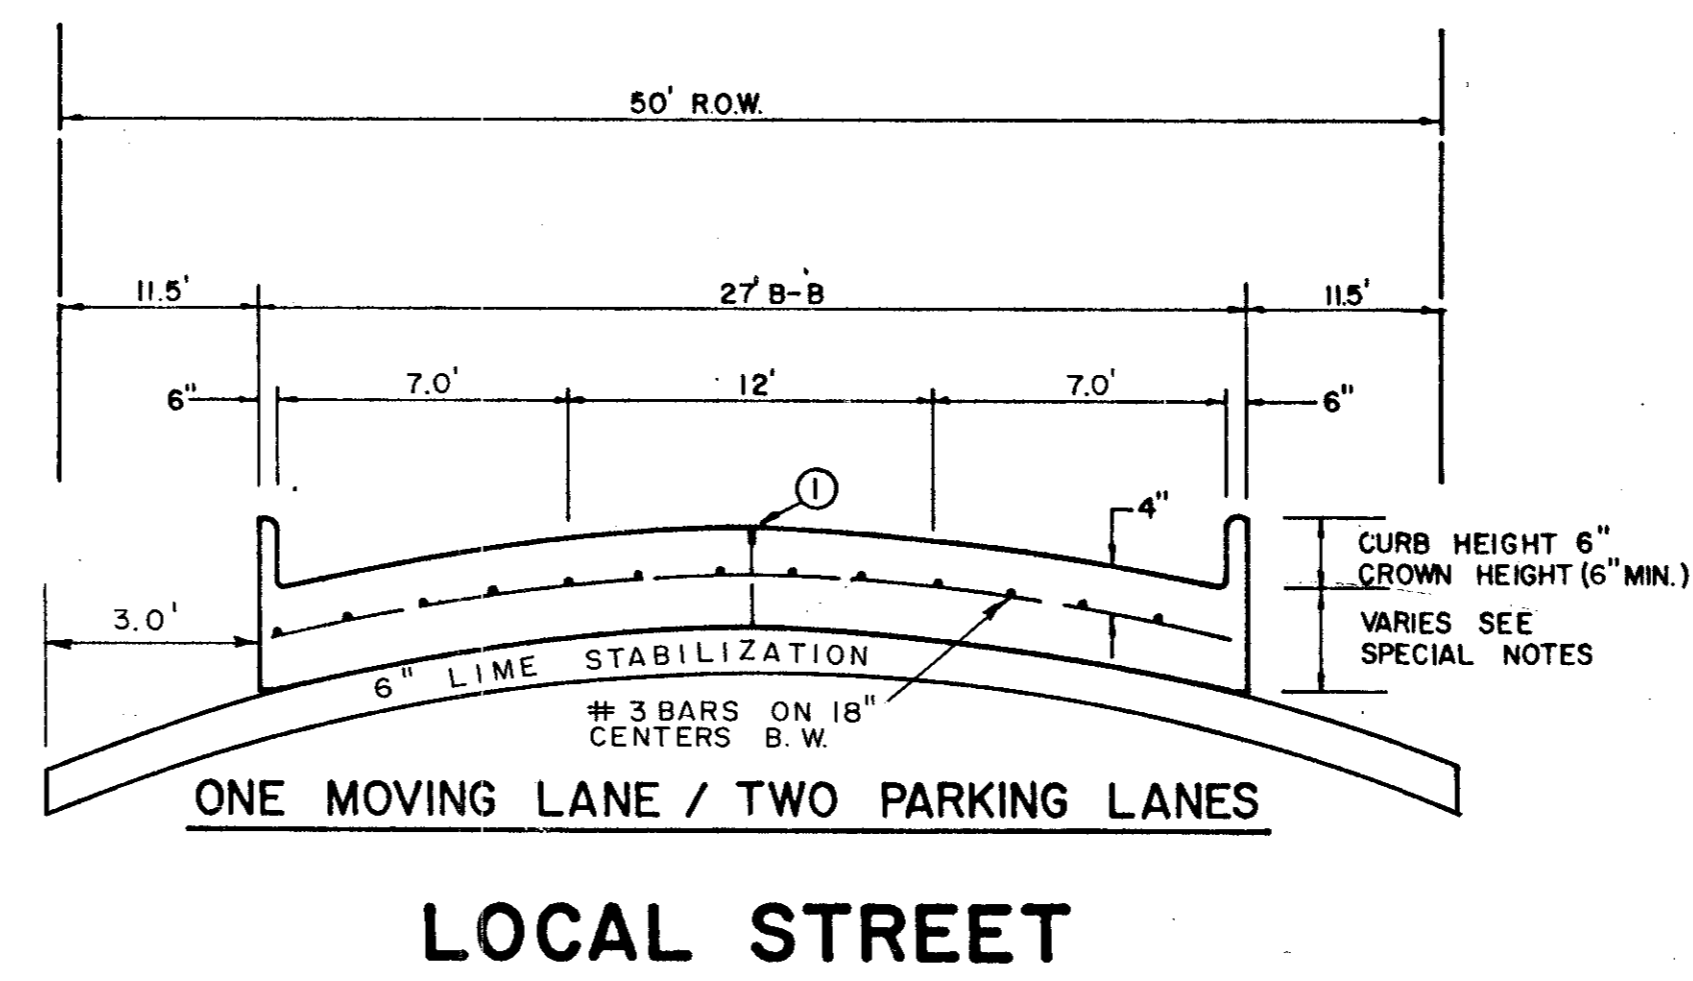 50' R.O.W.
11.5'
27' B-B
11.5'
6"
7.0'
12'
7.0'
6"
1
4"
CURB HEIGHT 6"
CROWN HEIGHT (6" MIN.)
3.0'
VARIES SEE
SPECIAL NOTES
6" LIME STABILIZATION
# 3 BARS ON 18"
CENTERS B.W.
ONE MOVING LANE / TWO PARKING LANES
LOCAL STREET